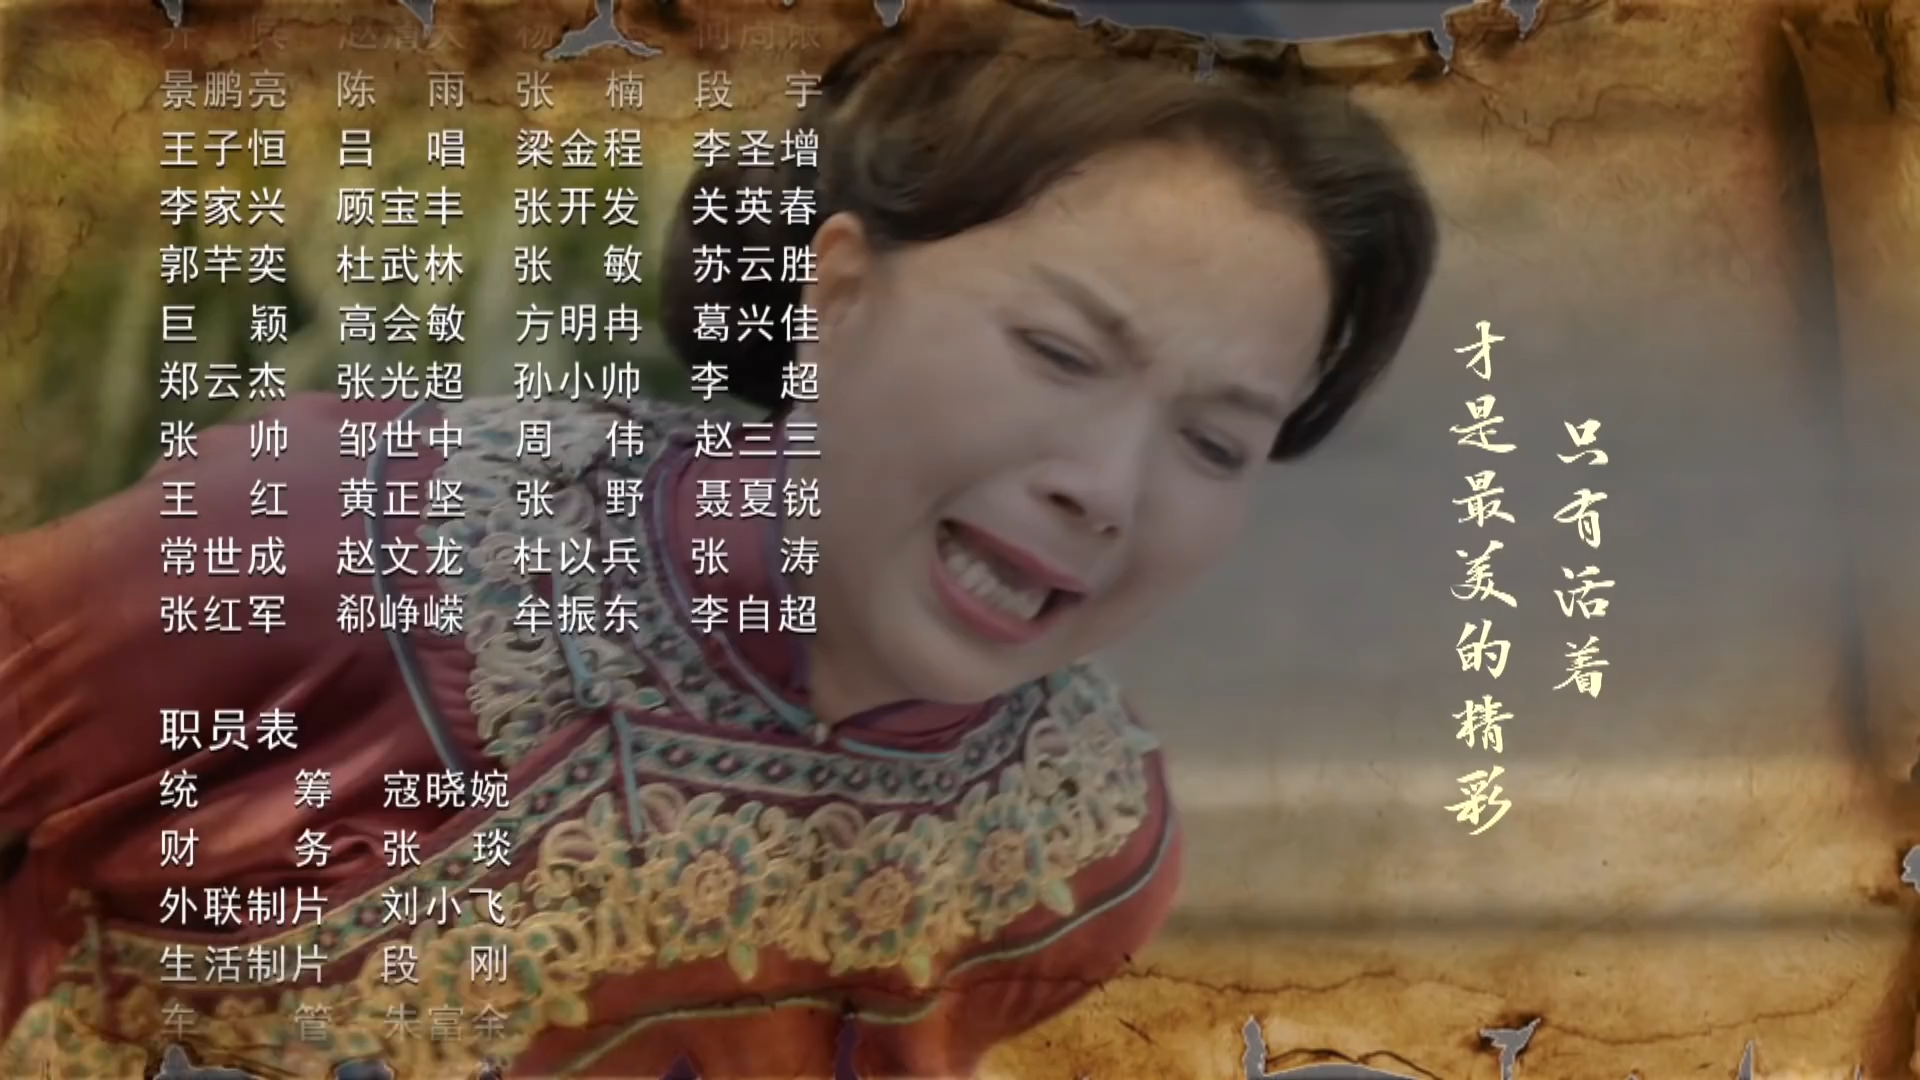 景鹏亮 陈雨 张楠 段宇
王子恒 吕唱 梁金程 李圣增
李家兴 顾宝丰 张开发 关英春
郭芊奕 杜武林 张敏 苏云胜
巨颖 高会敏 方明冉 葛兴佳
郑云杰 张光超 孙小帅 李超
张帅 邹世中 周伟 赵三三
王红 黄正坚 张野 聂夏锐
常世成 赵文龙 杜以兵 张涛
张红军 郗峥嵘 牟振东 李自超
职员表
统筹 寇晓婉
财务 张琰
外联制片 刘小飞
生活制片 段刚
车管 朱富余
只有活着
才是最美的精彩